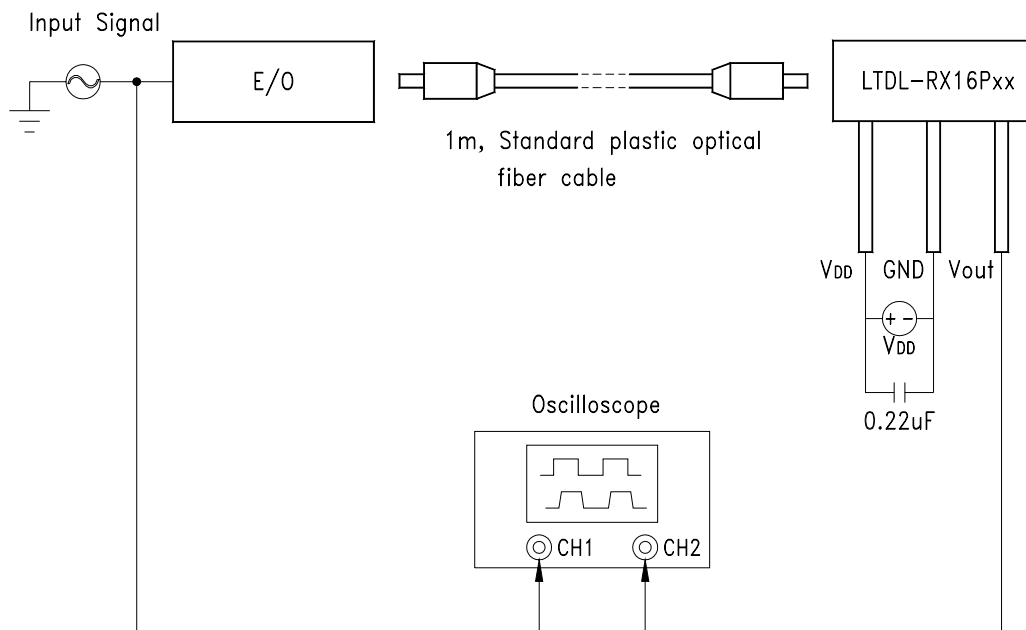 Input Signal
E/O
LTDL-RX16Pxx
1m, Standard plastic optical
fiber cable
VDD GND Vout
+ -
VDD
0.22uF
Oscilloscope
CH1 CH2